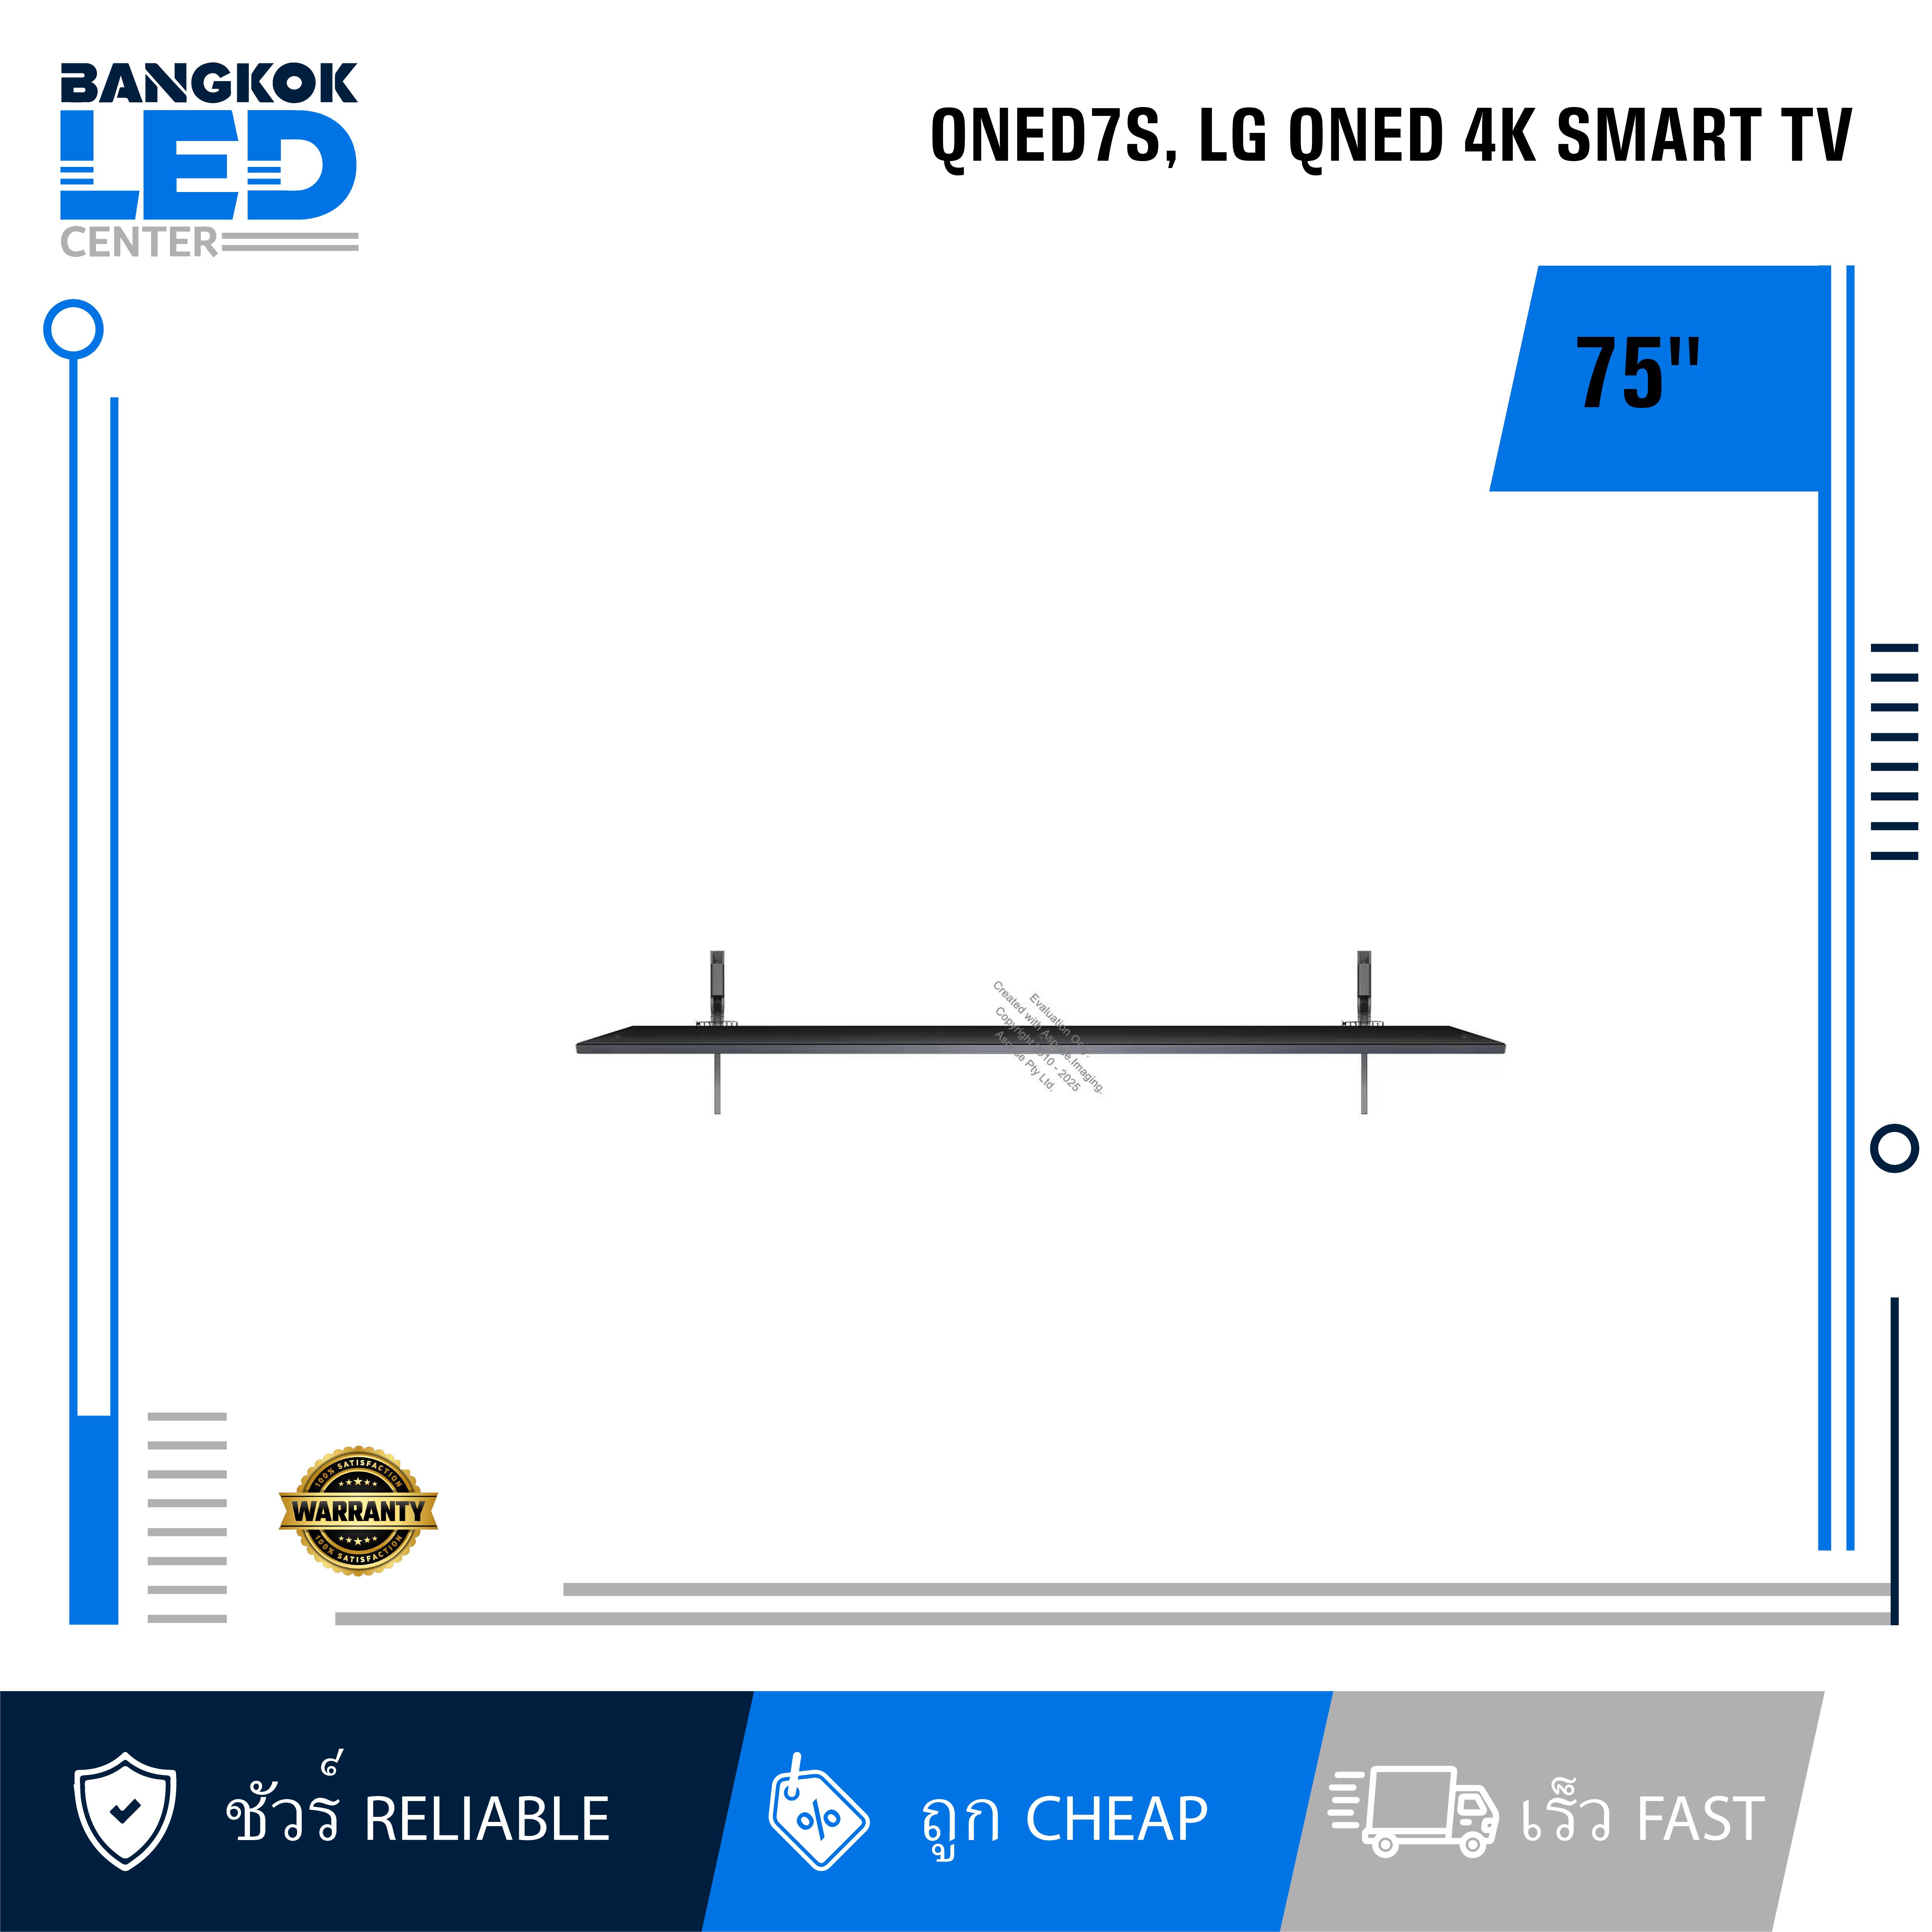 BANGKOK
LED
CENTER
QNED7S, LG QNED 4K SMART TV
75"
Evaluation Only.
Created with Aspose.Imaging.
Copyright 2010 - 2025
Aspose Pty Ltd.
100% SATISFACTION
WARRANTY
100% SATISFACTION
ชัวร์ RELIABLE
%
ถูก CHEAP
เร็ว FAST